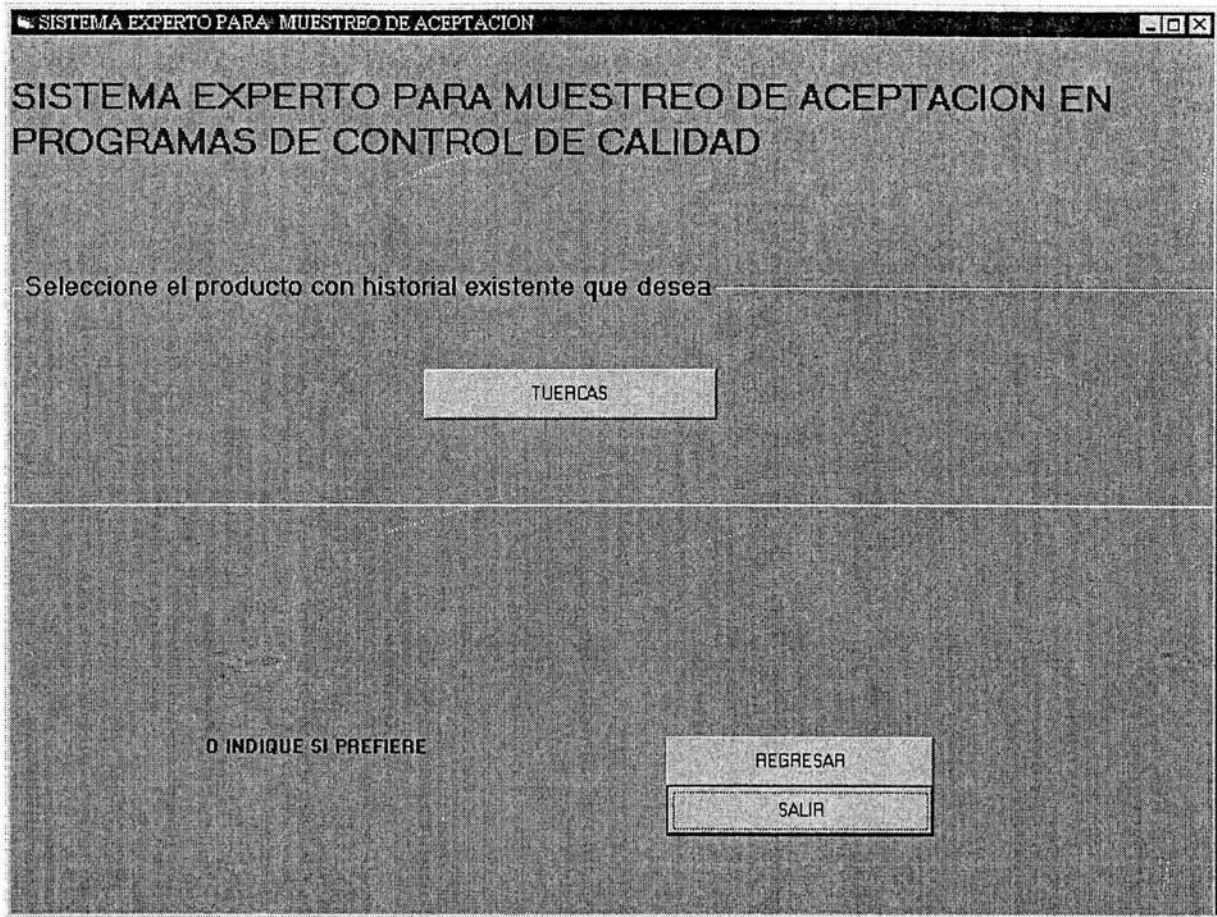 SISTEMA EXPERTO PARA MUESTREO DE ACEPTACION
SISTEMA EXPERTO PARA MUESTREO DE ACEPTACION EN
PROGRAMAS DE CONTROL DE CALIDAD
Seleccione el producto con historial existente que desea
TUERCAS
O INDIQUE SI PREFIERE
REGRESAR
SALIR